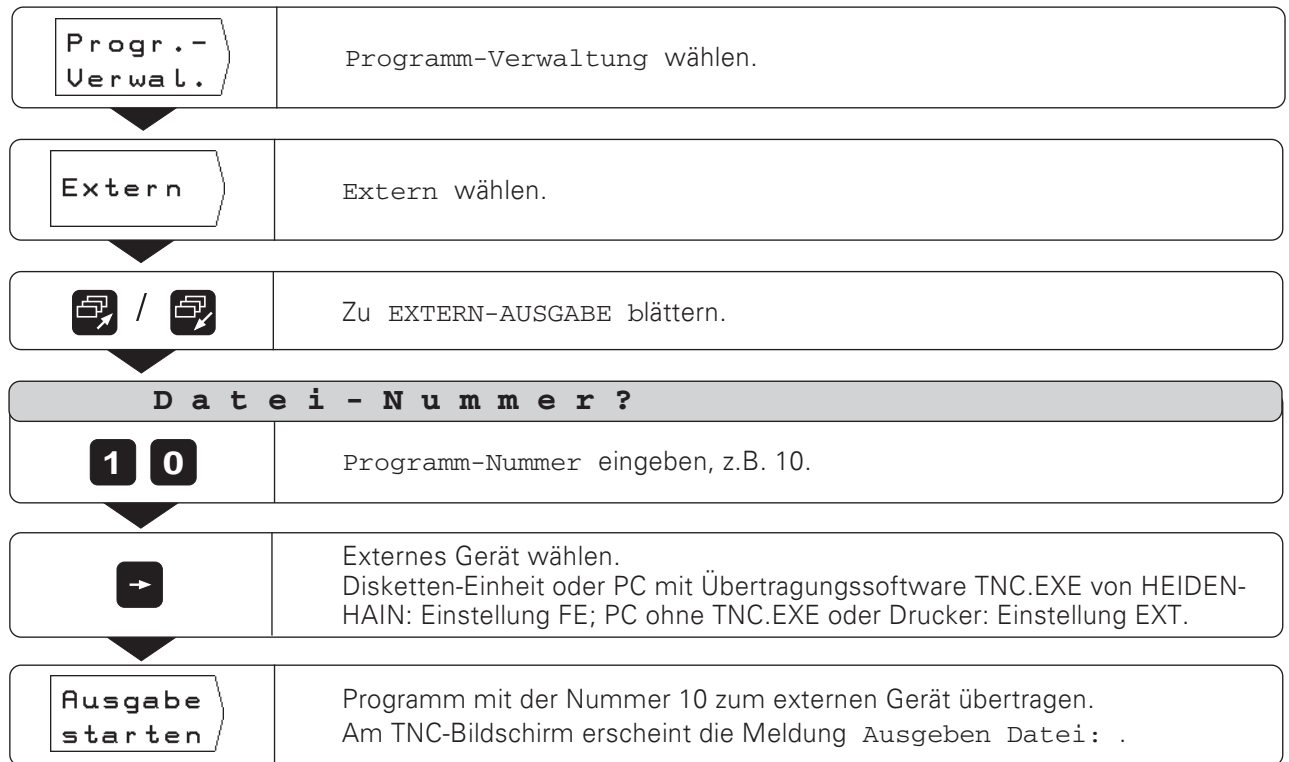 Progr.-
Verwal.
Programm-Verwaltung wählen.
Extern
Extern wählen.
/
Zu EXTERN-AUSGABE blättern.
Datei-Nummer?
1 0
Programm-Nummer eingeben, z.B. 10.
Externes Gerät wählen.
Disketten-Einheit oder PC mit Übertragungssoftware TNC.EXE von HEIDEN-
HAIN: Einstellung FE; PC ohne TNC.EXE oder Drucker: Einstellung EXT.
Ausgabe
starten
Programm mit der Nummer 10 zum externen Gerät übertragen.
Am TNC-Bildschirm erscheint die Meldung Ausgeben Datei: .